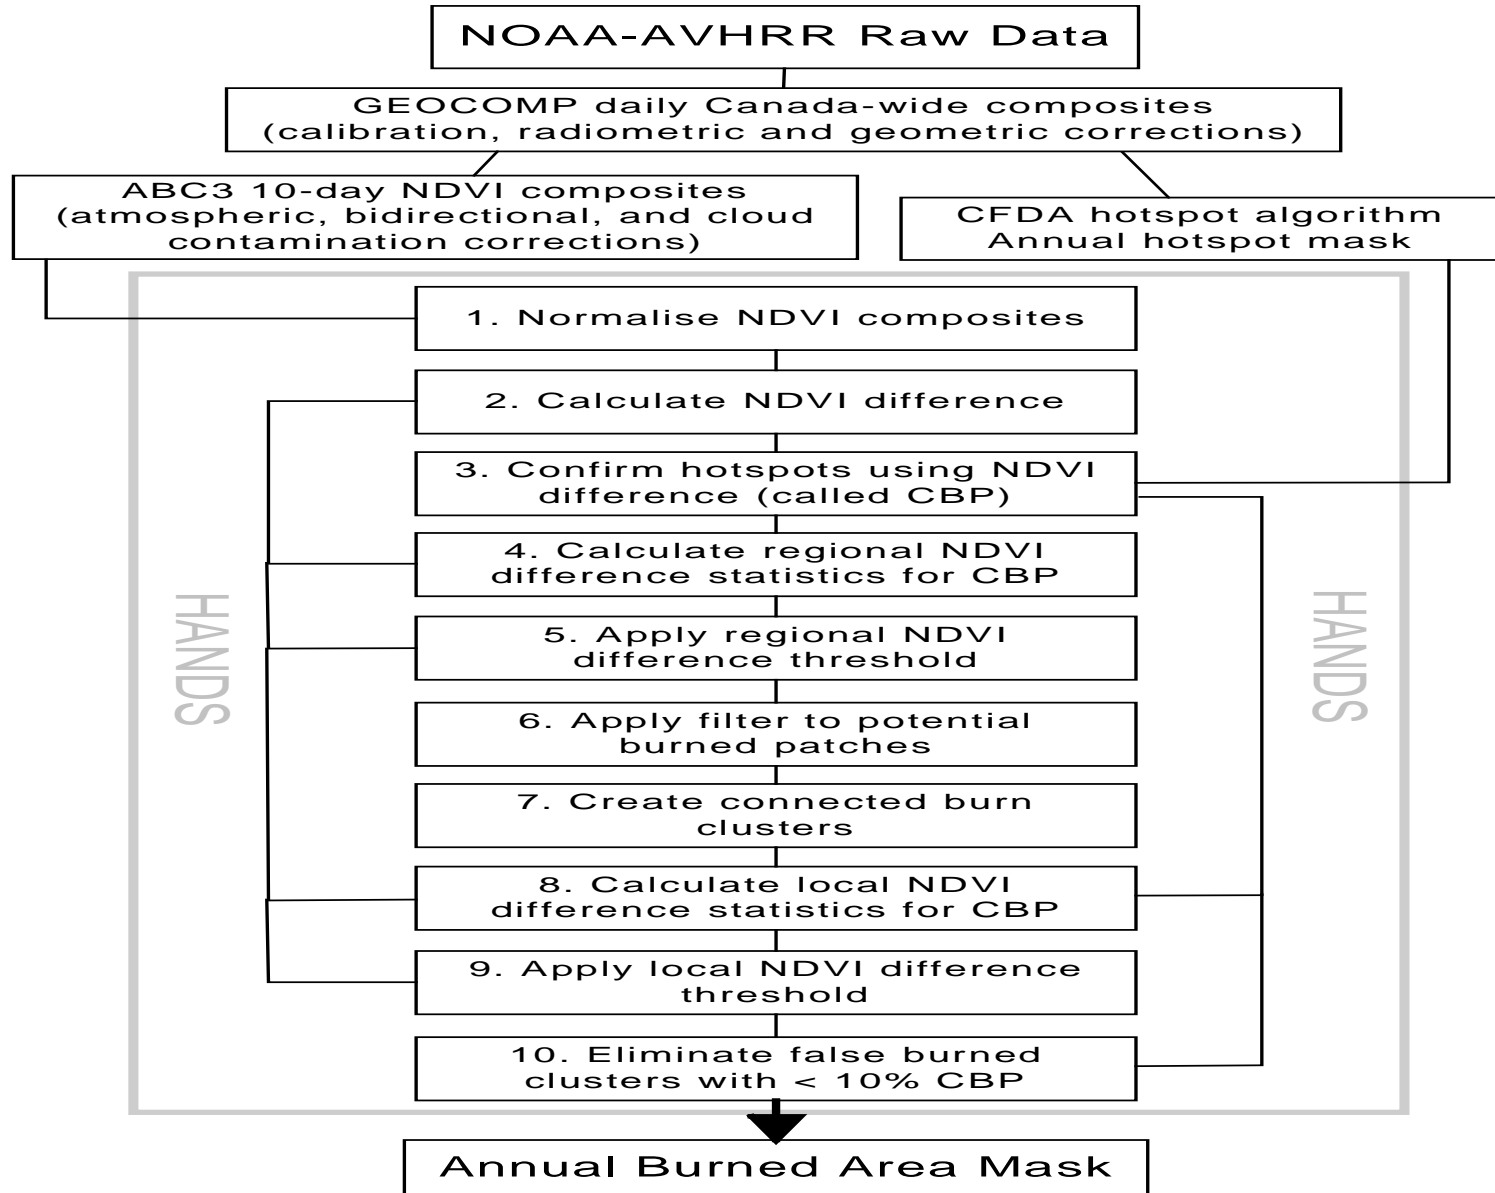 NOAA-AVHRR Raw Data
GEOCOMP daily Canada-wide composites
(calibration, radiometric and geometric corrections)
ABC3 10-day NDVI composites
(atmospheric, bidirectional, and cloud
contamination corrections)
CFDA hotspot algorithm
Annual hotspot mask
1. Normalise NDVI composites
2. Calculate NDVI difference
3. Confirm hotspots using NDVI
difference (called CBP)
4. Calculate regional NDVI
difference statistics for CBP
HANDS
HANDS
5. Apply regional NDVI
difference threshold
6. Apply filter to potential
burned patches
7. Create connected burn
clusters
8. Calculate local NDVI
difference statistics for CBP
9. Apply local NDVI difference
threshold
10. Eliminate false burned
clusters with < 10% CBP
Annual Burned Area Mask